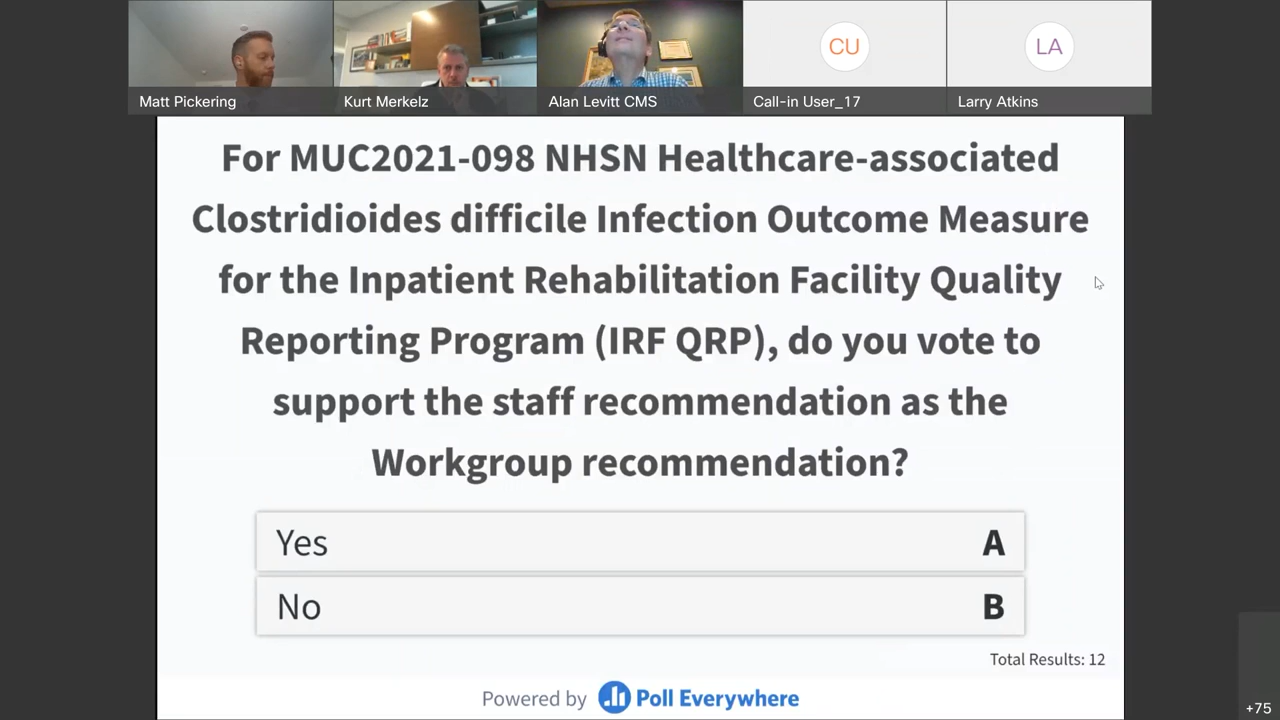 CU
LA
Matt Pickering
Kurt Merkelz
Alan Levitt CMS
Call-in User_17
Larry Atkins
For MUC2021-098 NHSN Healthcare-associated
Clostridioides difficile Infection Outcome Measure
for the Inpatient Rehabilitation Facility Quality
Reporting Program (IRF QRP), do you vote to
support the staff recommendation as the
Workgroup recommendation?
Yes A
No B
Total Results: 12
Powered by Poll Everywhere
+75